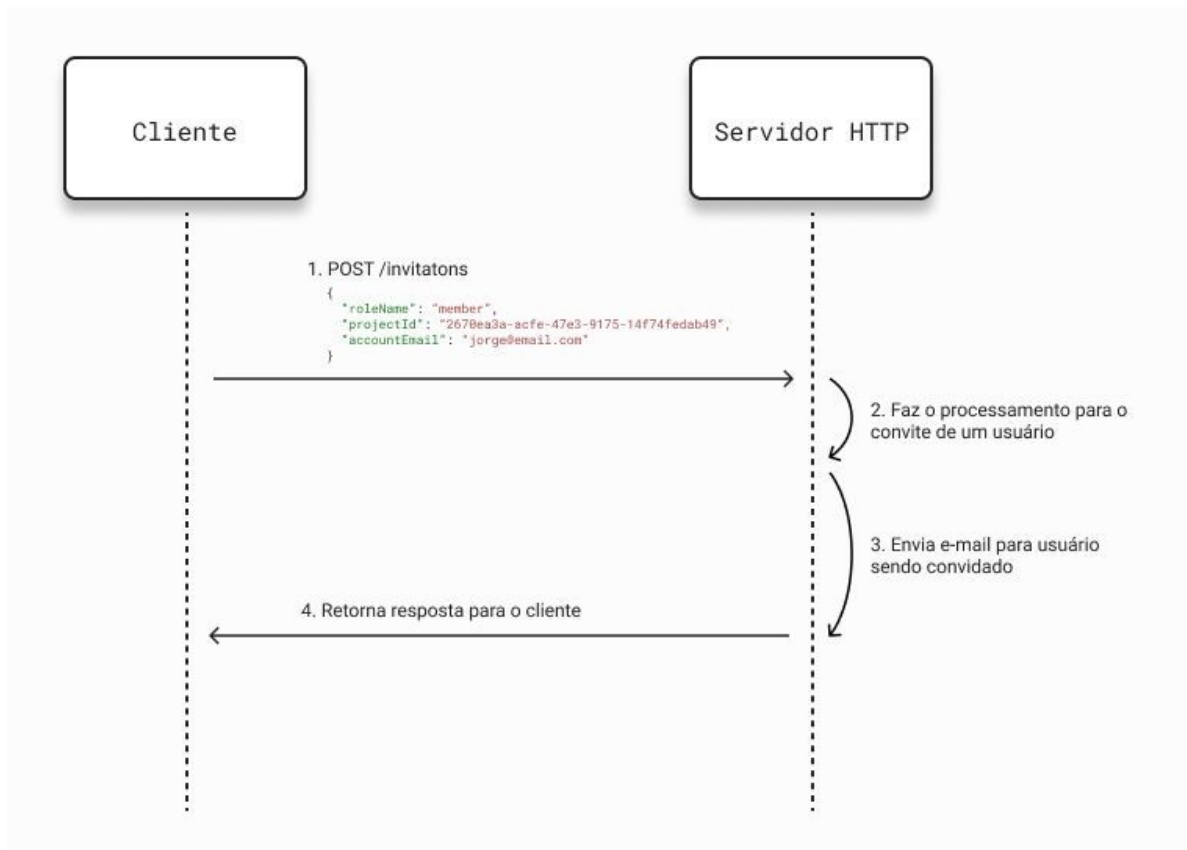 Cliente
Servidor HTTP
1. POST /invitatons
{
"roleName": "member",
"projectId": "2670ea3a-acfe-47e3-9175-14f74fedab49",
"accountEmail": "jorge@email.com"
}
2. Faz o processamento para o
convite de um usuário
3. Envia e-mail para usuário
sendo convidado
4. Retorna resposta para o cliente